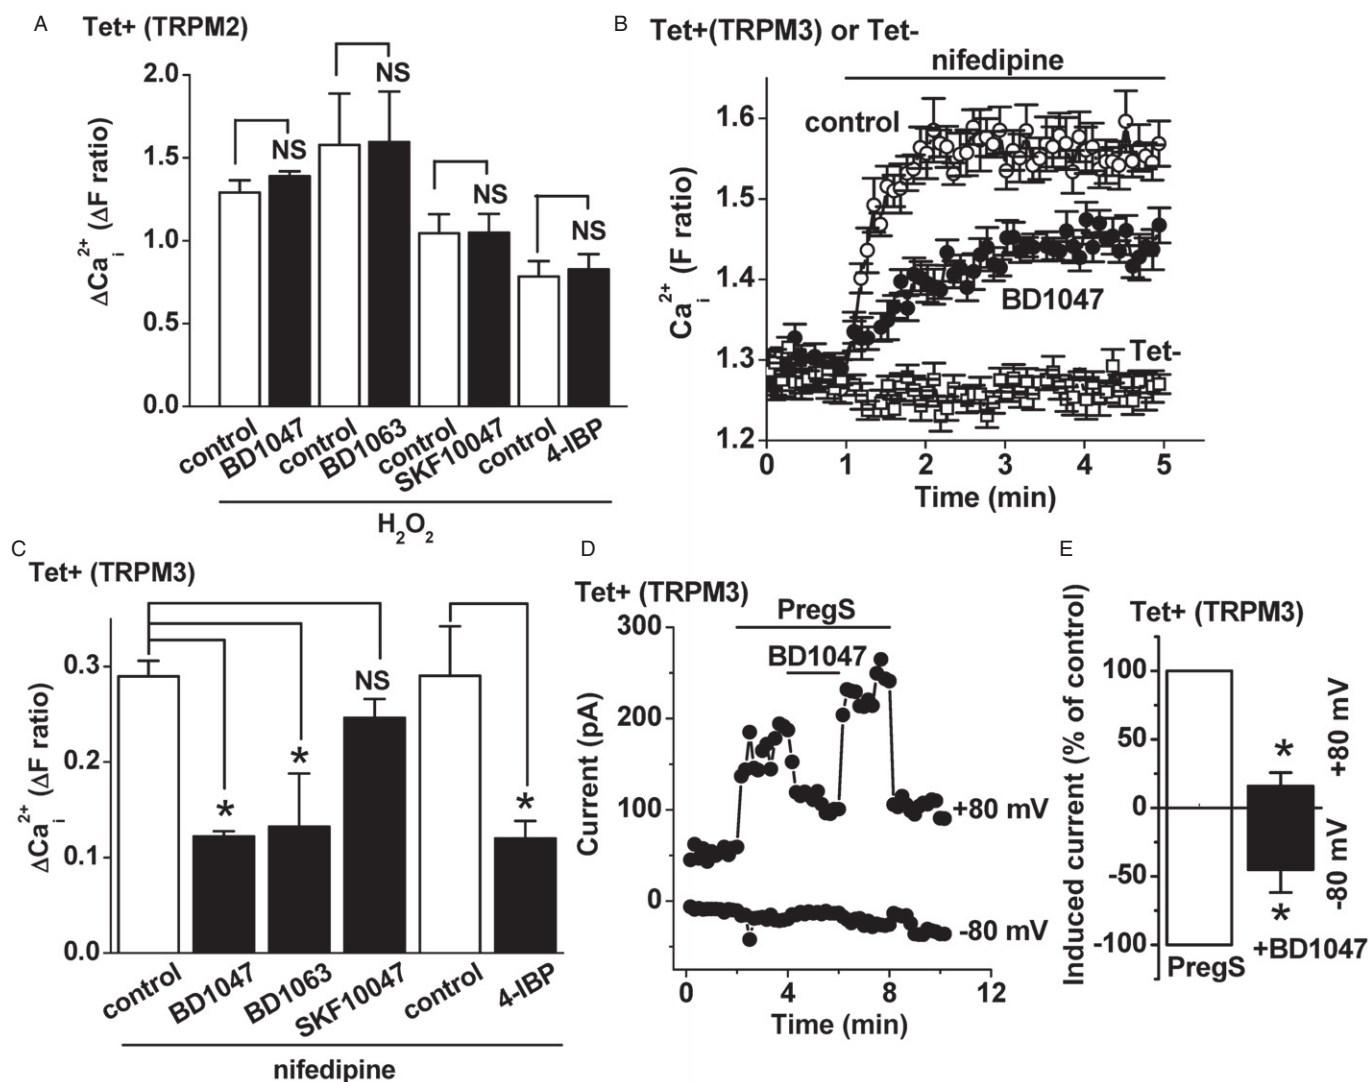 A
Tet+ (TRPM2)
ΔCa i 2+ (ΔF ratio)
2.0
1.5
1.0
0.5
0.0
NS
NS
NS
NS
control
BD1047
control
BD1063
control
SKF10047
control
4-IBP
H2O2
B
Tet+(TRPM3) or Tet-
nifedipine
control
BD1047
Tet-
Ca i 2+ (F ratio)
1.6
1.5
1.4
1.3
1.2
0 1 2 3 4 5
Time (min)
C
Tet+ (TRPM3)
ΔCa i 2+ (ΔF ratio)
0.3
0.2
0.1
0.0
*
*
NS
*
control
BD1047
BD1063
SKF10047
control
4-IBP
nifedipine
D
Tet+ (TRPM3)
PregS
BD1047
Current (pA)
300
200
100
0
+80 mV
-80 mV
0 4 8 12
Time (min)
E
Tet+ (TRPM3)
Induced current (% of control)
100
50
0
-50
-100
*
*
+80 mV
-80 mV
PregS
+BD1047